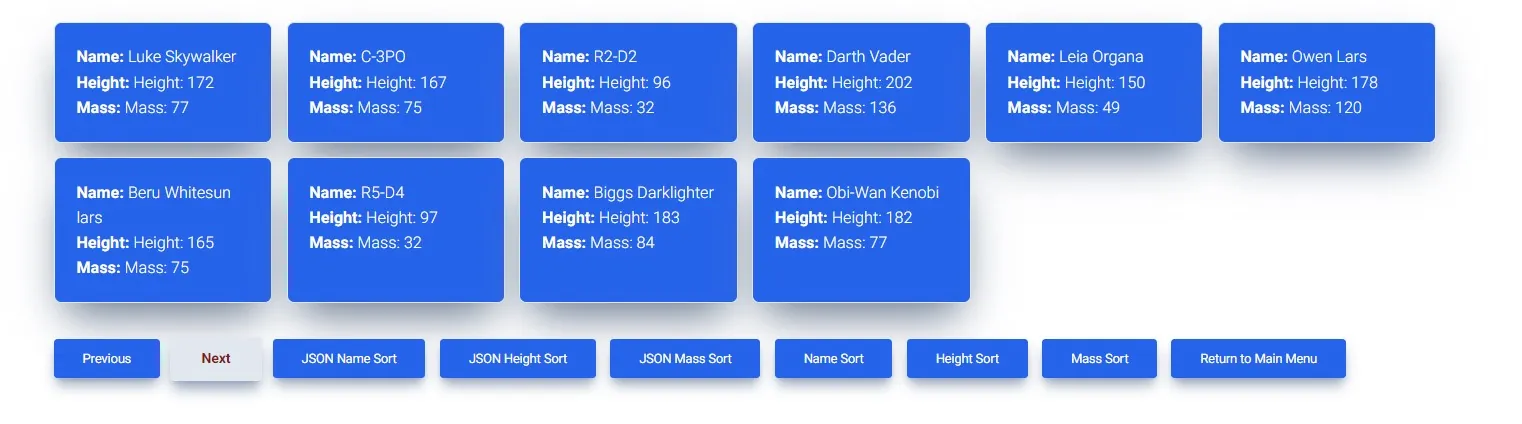 Name: Luke Skywalker
Height: Height: 172
Mass: Mass: 77
Name: C-3PO
Height: Height: 167
Mass: Mass: 75
Name: R2-D2
Height: Height: 96
Mass: Mass: 32
Name: Darth Vader
Height: Height: 202
Mass: Mass: 136
Name: Leia Organa
Height: Height: 150
Mass: Mass: 49
Name: Owen Lars
Height: Height: 178
Mass: Mass: 120
Name: Beru Whitesun
lars
Height: Height: 165
Mass: Mass: 75
Name: R5-D4
Height: Height: 97
Mass: Mass: 32
Name: Biggs Darklighter
Height: Height: 183
Mass: Mass: 84
Name: Obi-Wan Kenobi
Height: Height: 182
Mass: Mass: 77
Previous
Next
JSON Name Sort
JSON Height Sort
JSON Mass Sort
Name Sort
Height Sort
Mass Sort
Return to Main Menu